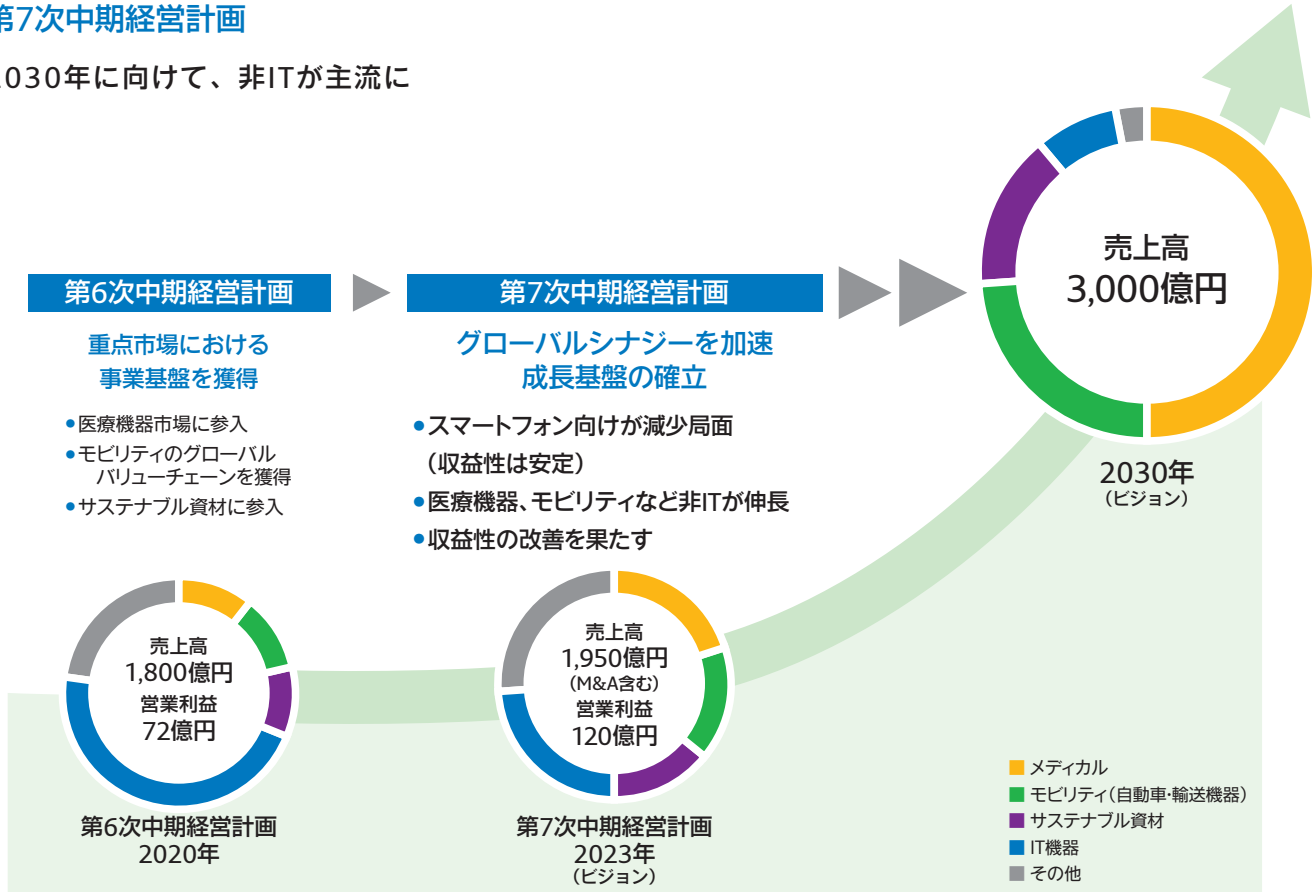 第7次中期経営計画
2030年に向けて、非ITが主流に
第6次中期経営計画
重点市場における
事業基盤を獲得
●医療機器市場に参入
●モビリティのグローバル
バリューチェーンを獲得
●サステナブル資材に参入
第7次中期経営計画
グローバルシナジーを加速
成長基盤の確立
●スマートフォン向けが減少局面
(収益性は安定)
●医療機器、モビリティなど非ITが伸長
●収益性の改善を果たす
売上高
3,000億円
2030年
(ビジョン)
売上高
1,800億円
営業利益
72億円
第6次中期経営計画
2020年
売上高
1,950億円
(M&A含む)
営業利益
120億円
第7次中期経営計画
2023年
(ビジョン)
メディカル
モビリティ(自動車・輸送機器)
サステナブル資材
IT機器
その他